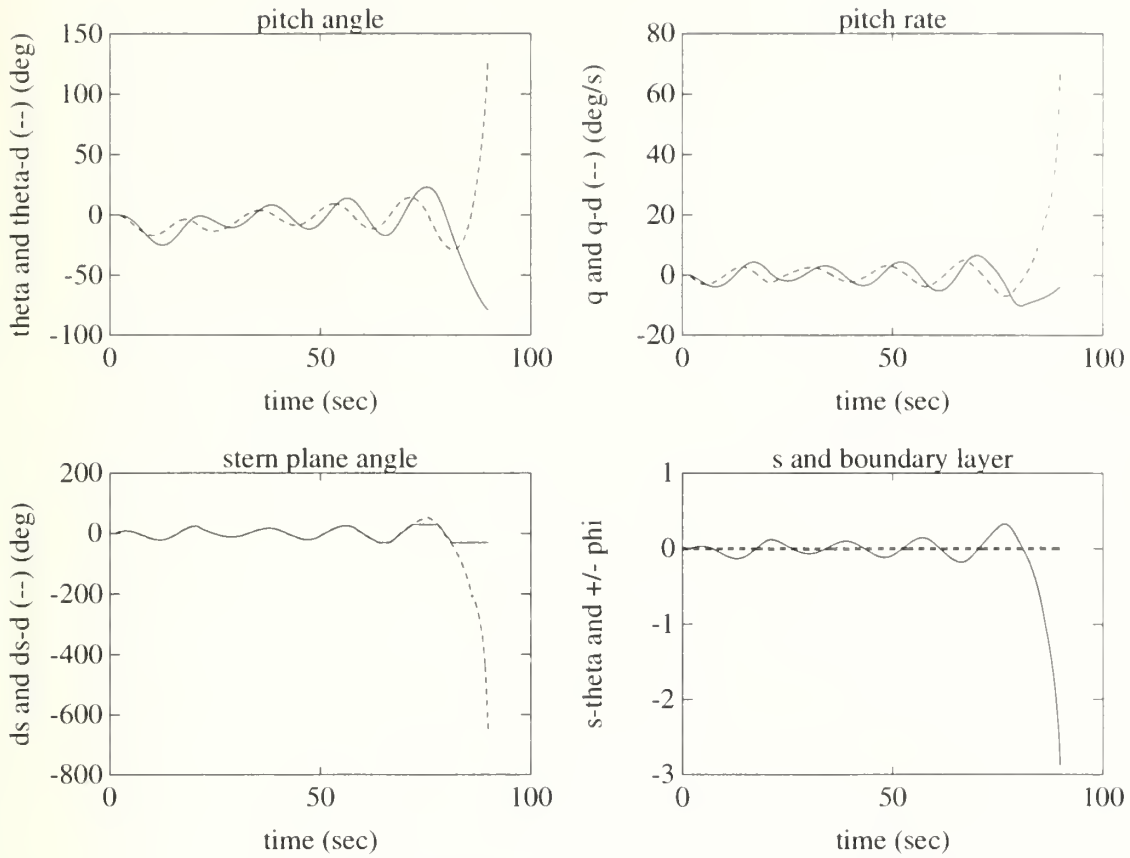 pitch angle
theta and theta-d (--) (deg)
150
100
50
0
-50
-100
0
50
100
time (sec)
pitch rate
q and q-d (--) (deg/s)
80
60
40
20
0
-20
0
50
100
time (sec)
stern plane angle
ds and ds-d (--) (deg)
200
0
-200
-400
-600
-800
0
50
100
time (sec)
s and boundary layer
s-theta and +/- phi
1
0
-1
-2
-3
0
50
100
time (sec)